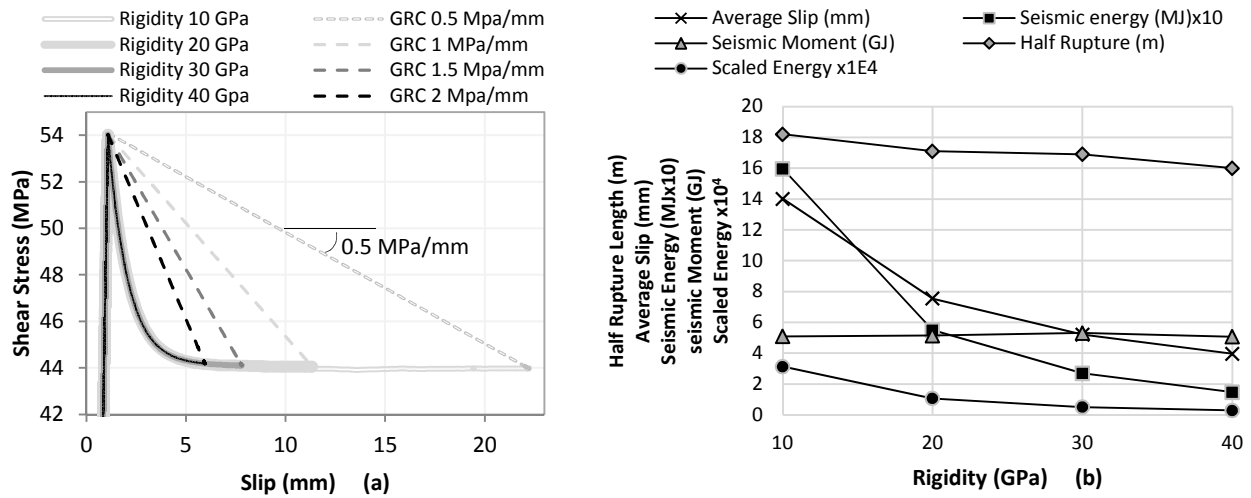 Rigidity 10 GPa
Rigidity 20 GPa
Rigidity 30 GPa
Rigidity 40 Gpa
GRC 0.5 Mpa/mm
GRC 1 MPa/mm
GRC 1.5 Mpa/mm
GRC 2 Mpa/mm
Shear Stress (MPa)
54
52
50
48
46
44
42
0.5 MPa/mm
0 5 10 15 20
Slip (mm) (a)
Average Slip (mm)
Seismic Moment (GJ)
Scaled Energy x1E4
Seismic energy (MJ)x10
Half Rupture (m)
Half Rupture Length (m)
Average Slip (mm)
Seismic Energy (MJx10)
seismic Moment (GJ)
Scaled Energy x10⁴
20
18
16
14
12
10
8
6
4
2
0
10 20 30 40
Rigidity (GPa) (b)